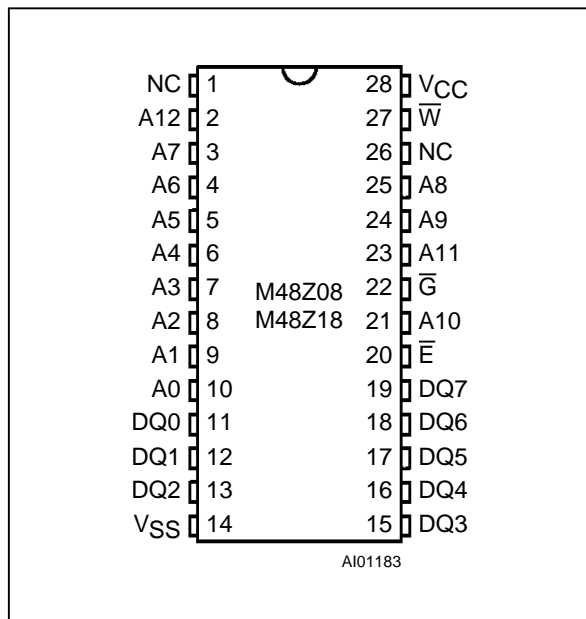 NC 1 28 VCC
A12 2 27 W̅
A7 3 26 NC
A6 4 25 A8
A5 5 24 A9
A4 6 23 A11
A3 7 22 G̅
M48Z08
A2 8 21 A10
M48Z18
A1 9 20 E̅
A0 10 19 DQ7
DQ0 11 18 DQ6
DQ1 12 17 DQ5
DQ2 13 16 DQ4
VSS 14 15 DQ3
AI01183